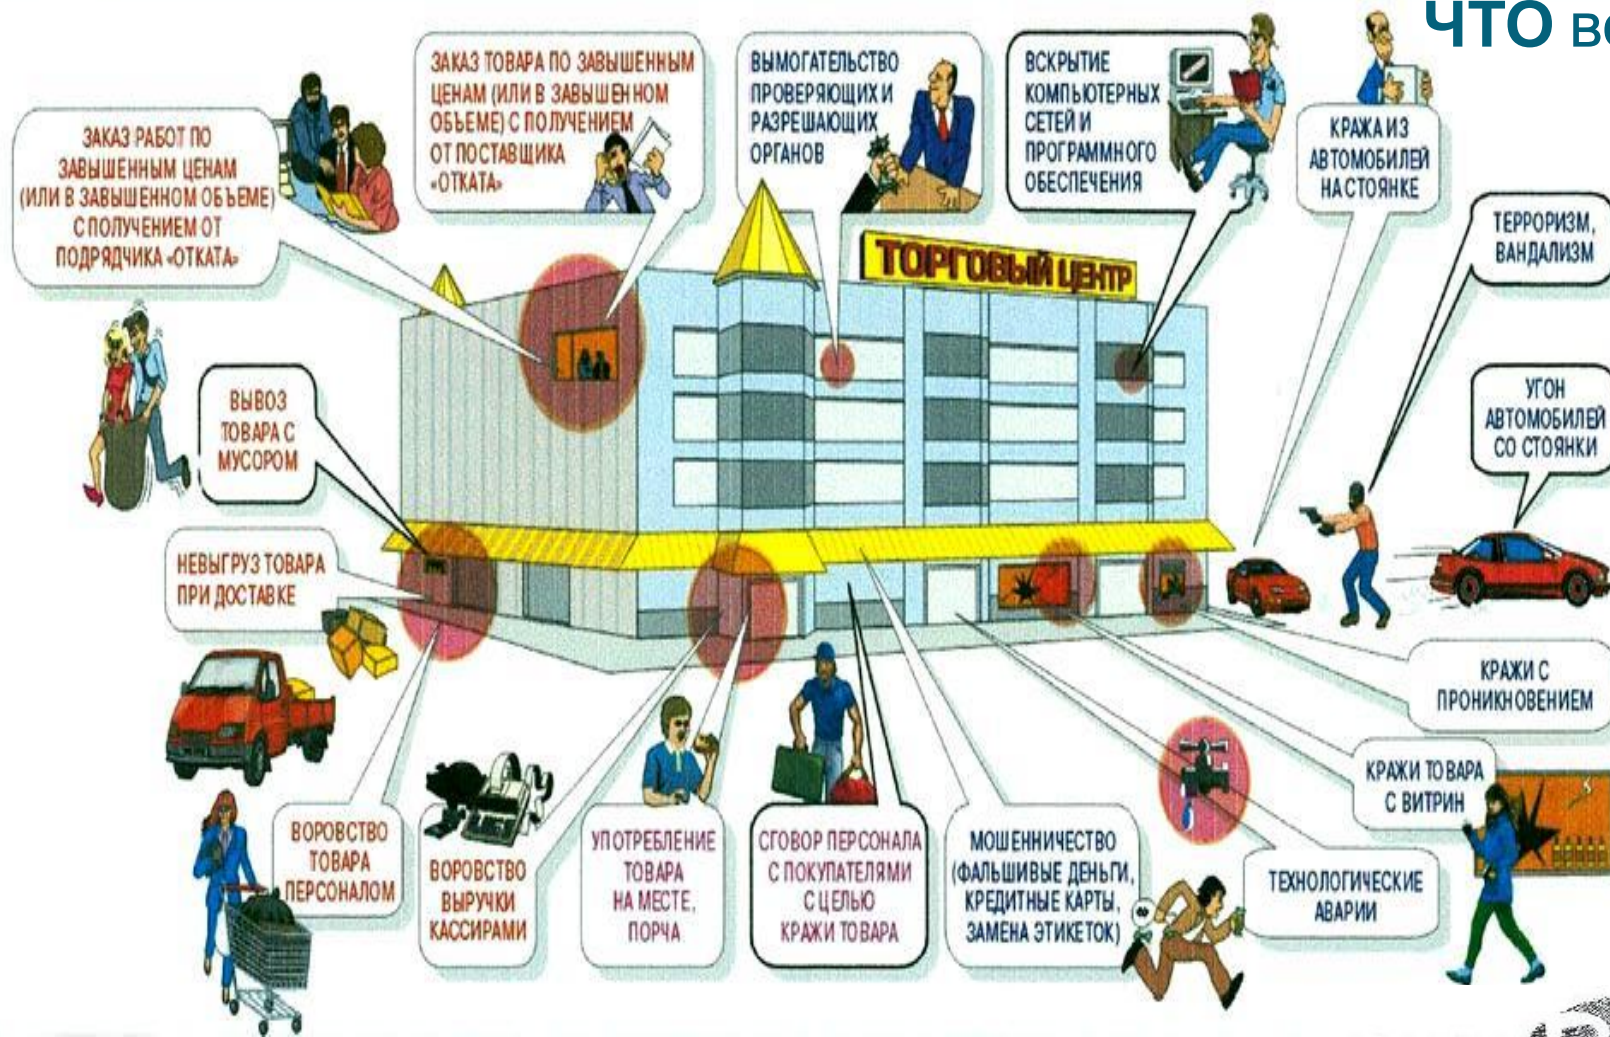 ЧТО
ЗАКАЗ РАБОТ ПО
ЗАВЫШЕННЫМ ЦЕНАМ
(ИЛИ В ЗАВЫШЕННОМ ОБЪЕМЕ)
С ПОЛУЧЕНИЕМ ОТ
ПОДРЯДЧИКА «ОТКАТА»
ЗАКАЗ ТОВАРА ПО ЗАВЫШЕННЫМ
ЦЕНАМ (ИЛИ В ЗАВЫШЕННОМ
ОБЪЕМЕ) С ПОЛУЧЕНИЕМ
ОТ ПОСТАВЩИКА
«ОТКАТА»
ВЫМОГАТЕЛЬСТВО
ПРОВЕРЯЮЩИХ И
РАЗРЕШАЮЩИХ
ОРГАНОВ
ВСКРЫТИЕ
КОМПЬЮТЕРНЫХ
СЕТЕЙ И
ПРОГРАММНОГО
ОБЕСПЕЧЕНИЯ
КРАЖА ИЗ
АВТОМОБИЛЕЙ
НА СТОЯНКЕ
ТЕРРОРИЗМ,
ВАНДАЛИЗМ
ТОРГОВЫЙ ЦЕНТР
ВЫВОЗ
ТОВАРА С
МУСОРОМ
УГОН
АВТОМОБИЛЕЙ
СО СТОЯНКИ
НЕВЫГРУЗ ТОВАРА
ПРИ ДОСТАВКЕ
КРАЖИ С
ПРОНИКНОВЕНИЕМ
КРАЖИ ТОВАРА
С ВИТРИН
ВОРОВСТВО
ТОВАРА
ПЕРСОНАЛОМ
ВОРОВСТВО
ВЫРУЧКИ
КАССИРАМИ
УПОТРЕБЛЕНИЕ
ТОВАРА
НА МЕСТЕ,
ПОРЧА
СГОВОР ПЕРСОНАЛА
С ПОКУПАТЕЛЯМИ
С ЦЕЛЬЮ
КРАЖИ ТОВАРА
МОШЕННИЧЕСТВО
(ФАЛЬШИВЫЕ ДЕНЬГИ,
КРЕДИТНЫЕ КАРТЫ,
ЗАМЕНА ЭТИКЕТОК)
ТЕХНОЛОГИЧЕСКИЕ
АВАРИИ